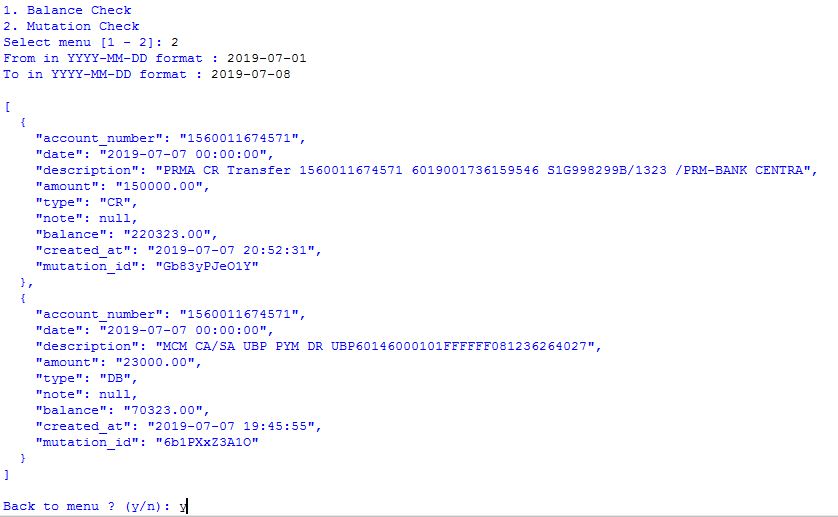 1. Balance Check
2. Mutation Check
Select menu [1 - 2]: 2
From in YYYY-MM-DD format : 2019-07-01
To in YYYY-MM-DD format : 2019-07-08
[
{
"account_number": "1560011674571",
"date": "2019-07-07 00:00:00",
"description": "PRMA CR Transfer 1560011674571 6019001736159546 S1G998299B/1323 /PRM-BANK CENTRA",
"amount": "150000.00",
"type": "CR",
"note": null,
"balance": "220323.00",
"created_at": "2019-07-07 20:52:31",
"mutation_id": "Gb83yPJeO1Y"
},
{
"account_number": "1560011674571",
"date": "2019-07-07 00:00:00",
"description": "MCM CA/SA UBP PYM DR UBP60146000101FFFFFF081236264027",
"amount": "23000.00",
"type": "DB",
"note": null,
"balance": "70323.00",
"created_at": "2019-07-07 19:45:55",
"mutation_id": "6b1PXxZ3A1O"
}
]
Back to menu ? (y/n): y